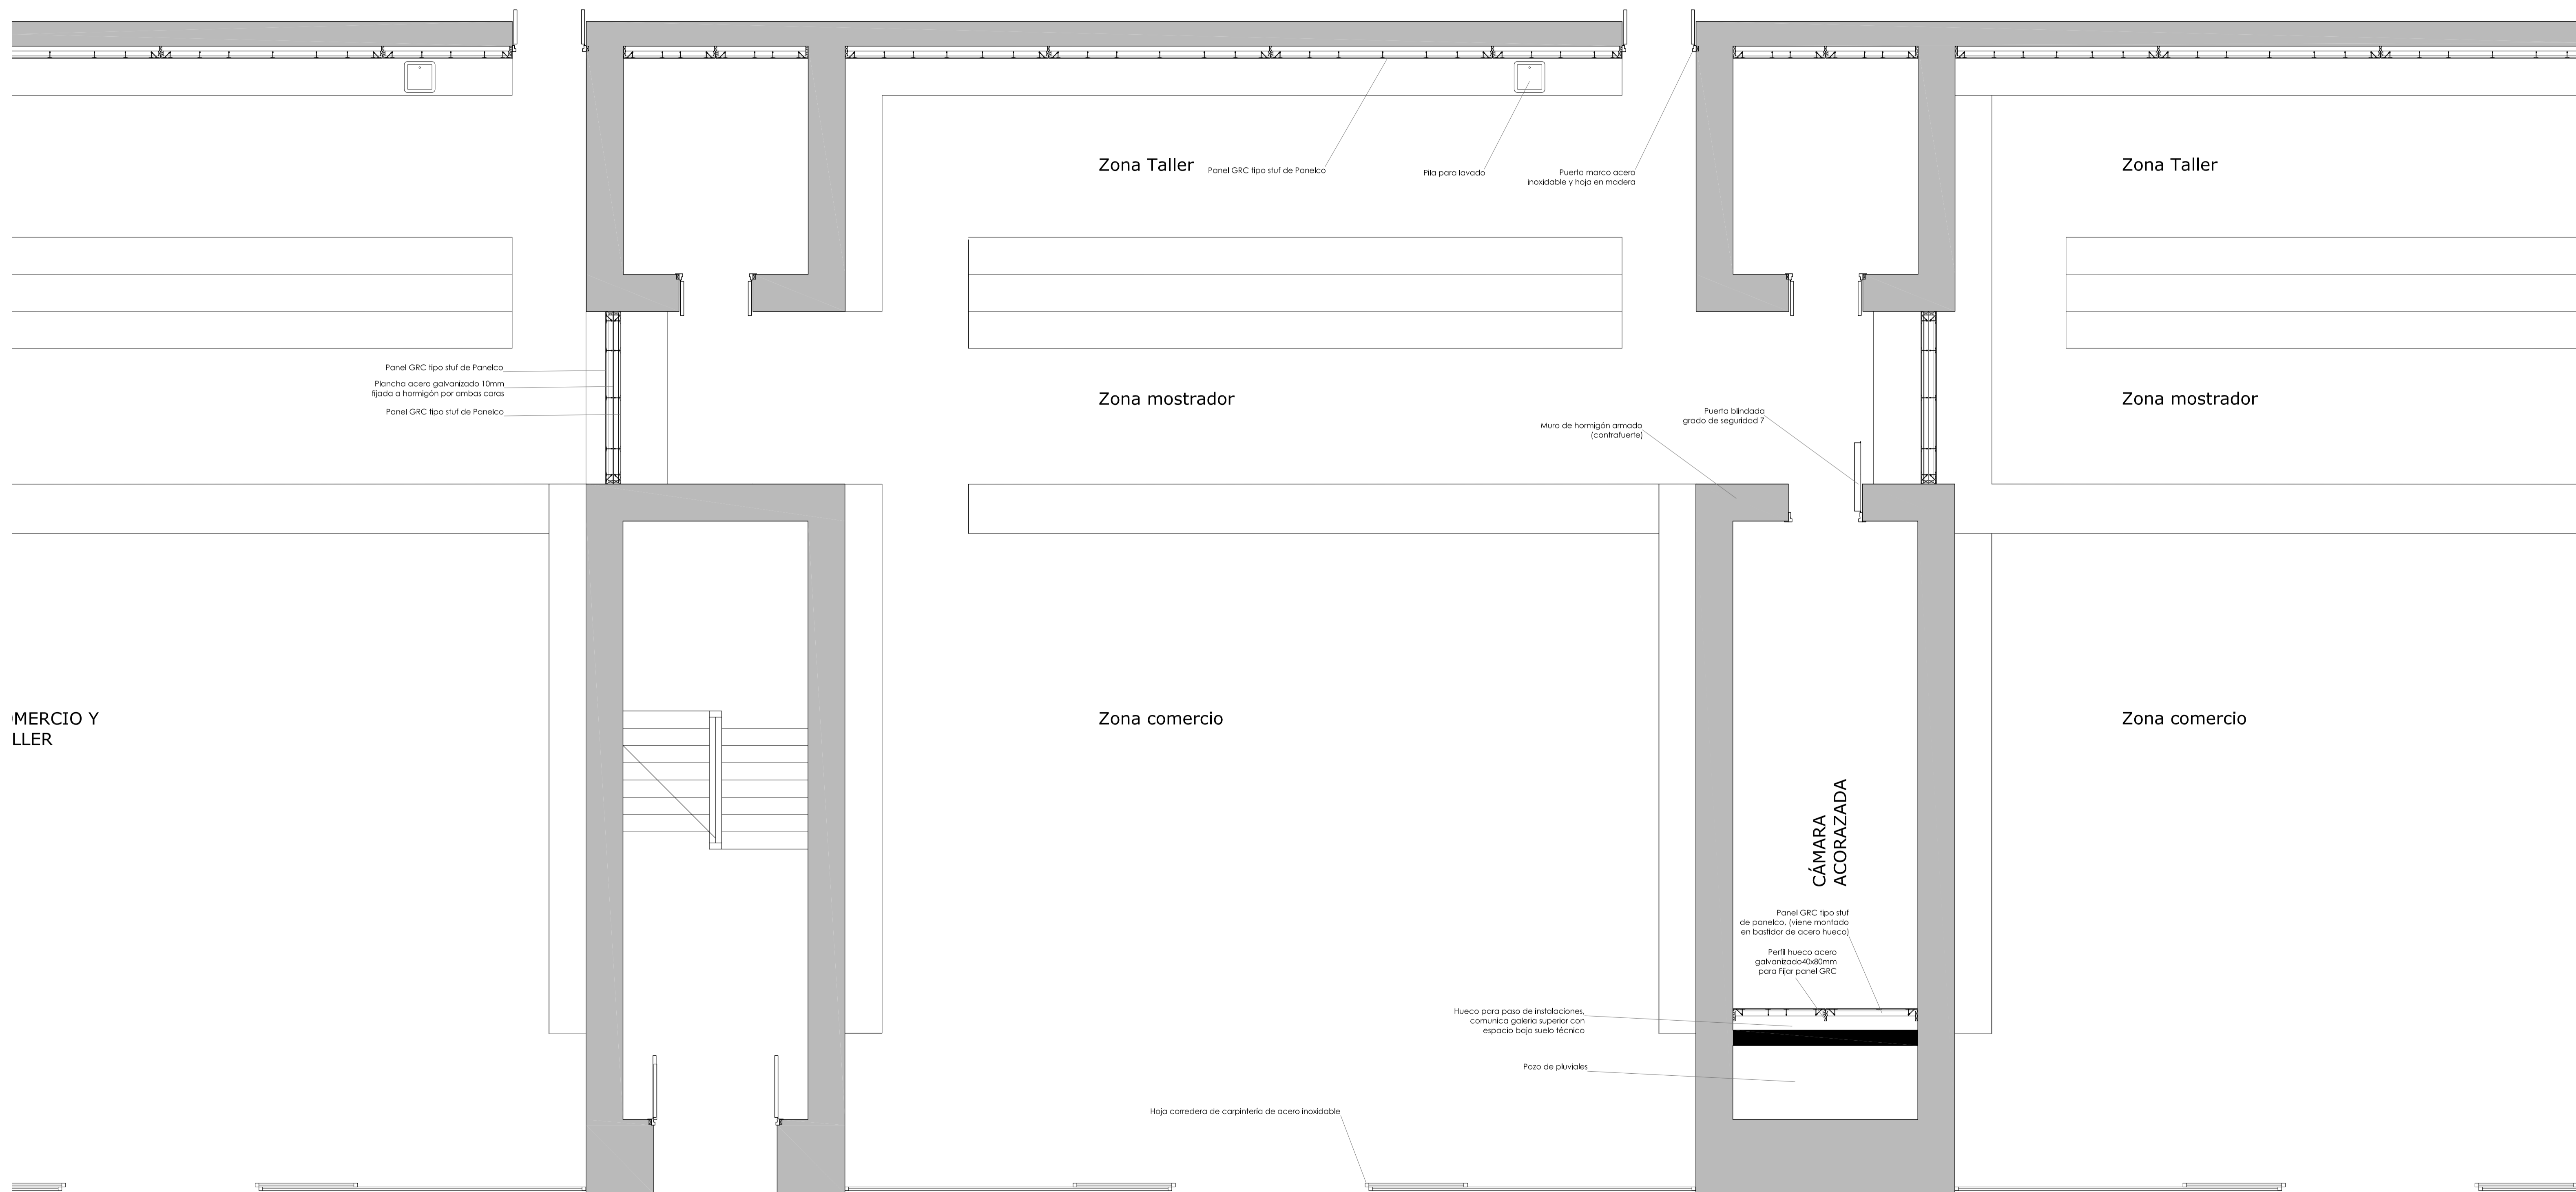 Zona Taller
Panel GRC tipo stuf de Panelco
Pila para lavado
Puerta marco acero
inoxidable y hoja en madera
Zona Taller
Panel GRC tipo stuf de Panelco
Plancha acero galvanizado 10mm
fijada a hormigón por ambas caras
Panel GRC tipo stuf de Panelco
Zona mostrador
Muro de hormigón armado
(contrafuerte)
Puerta blindada
grado de seguridad 7
Zona mostrador
MERCIO Y
LLER
Zona comercio
Zona comercio
CÁMARA
ACORAZADA
Panel GRC tipo stuf
de panelco, (viene montado
en bastidor de acero hueco)
Perfil hueco acero
galvanizado40x80mm
para Fijar panel GRC
Hueco para paso de instalaciones,
comunica galería superior con
espacio bajo suelo técnico
Pozo de pluviales
Hoja corredera de carpintería de acero inoxidable